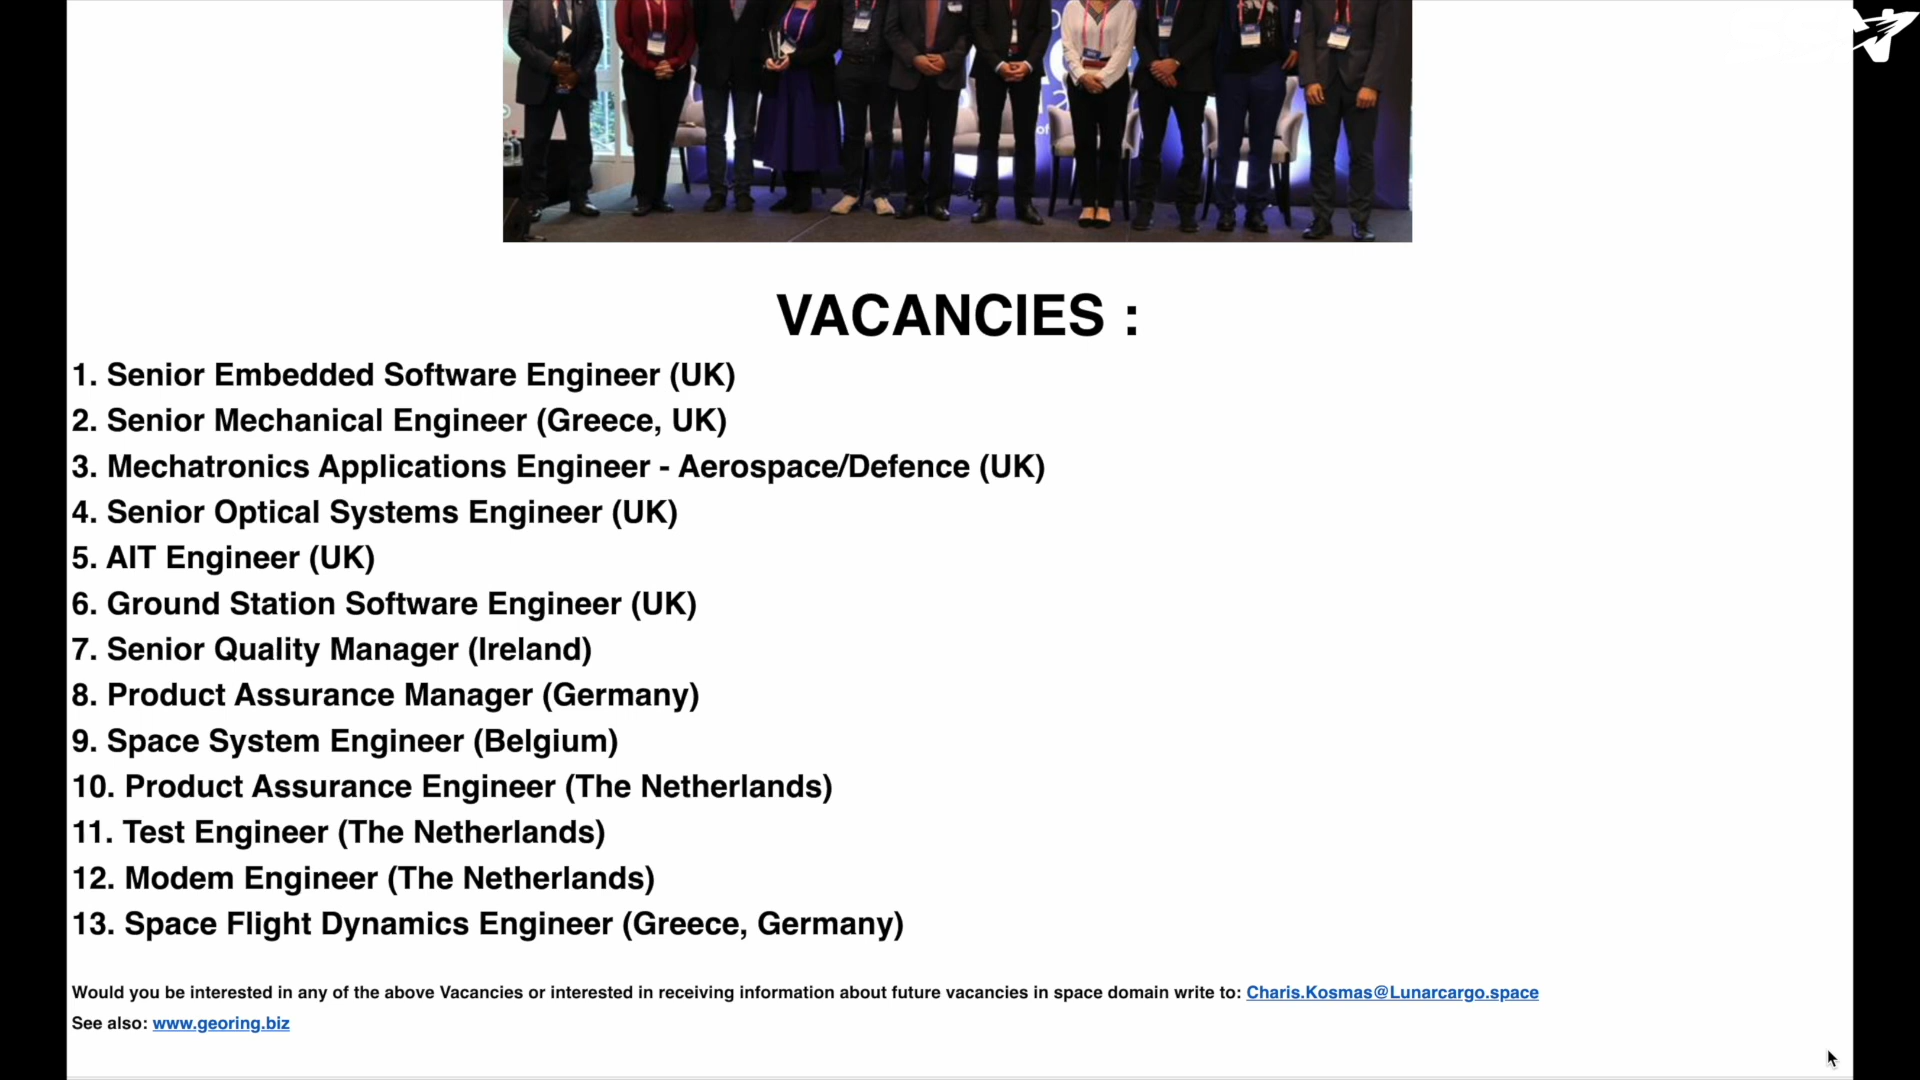 VACANCIES :
1. Senior Embedded Software Engineer (UK)
2. Senior Mechanical Engineer (Greece, UK)
3. Mechatronics Applications Engineer - Aerospace/Defence (UK)
4. Senior Optical Systems Engineer (UK)
5. AIT Engineer (UK)
6. Ground Station Software Engineer (UK)
7. Senior Quality Manager (Ireland)
8. Product Assurance Manager (Germany)
9. Space System Engineer (Belgium)
10. Product Assurance Engineer (The Netherlands)
11. Test Engineer (The Netherlands)
12. Modem Engineer (The Netherlands)
13. Space Flight Dynamics Engineer (Greece, Germany)
Would you be interested in any of the above Vacancies or interested in receiving information about future vacancies in space domain write to: Charis.Kosmas@Lunarcargo.space
See also: www.georing.biz